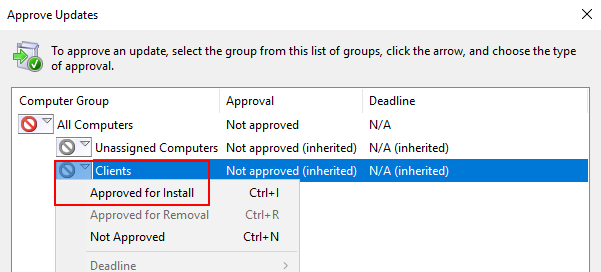 Approve Updates
To approve an update, select the group from this list of groups, click the arrow, and choose the type
of approval.
Computer Group Approval Deadline
All Computers Not approved N/A
Unassigned Computers Not approved (inherited) N/A (inherited)
Clients Not approved (inherited) N/A (inherited)
Approved for Install Ctrl+I
Approved for Removal Ctrl+R
Not Approved Ctrl+N
Deadline